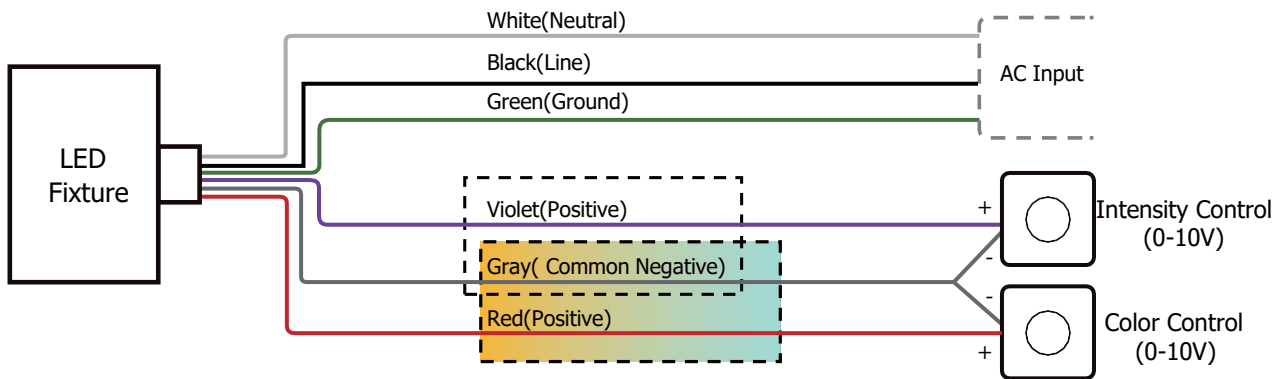 White(Neutral)
Black(Line)
AC Input
Green(Ground)
LED
Fixture
Violet(Positive)
+
Intensity Control
(0-10V)
-
Gray( Common Negative)
-
Red(Positive)
Color Control
(0-10V)
+